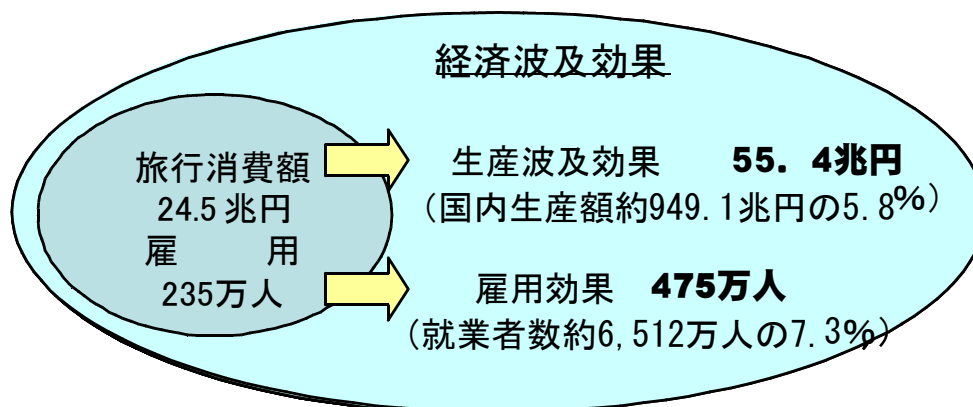 経済波及効果
旅行消費額
24.5兆円
雇　　用
235万人
生産波及効果　55．4兆円
（国内生産額約949.1兆円の5.8%）
雇用効果　475万人
（就業者数約6,512万人の7.3%）